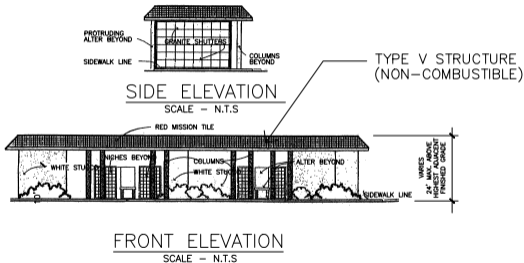 PROTRUDING
ALTER BEYOND
GRANITE SHUTTERS
SIDEWALK LINE
COLUMNS
BEYOND
SIDE ELEVATION
SCALE - N.T.S
TYPE V STRUCTURE
(NON-COMBUSTIBLE)
RED MISSION TILE
NICHES BEYOND
COLUMNS
ALTER BEYOND
WHITE STUCCO
WHITE STUCCO
SIDEWALK LINE
VARIES
24' MAX. ABOVE
HIGHEST ADJACENT
FINISHED GRADE
FRONT ELEVATION
SCALE - N.T.S